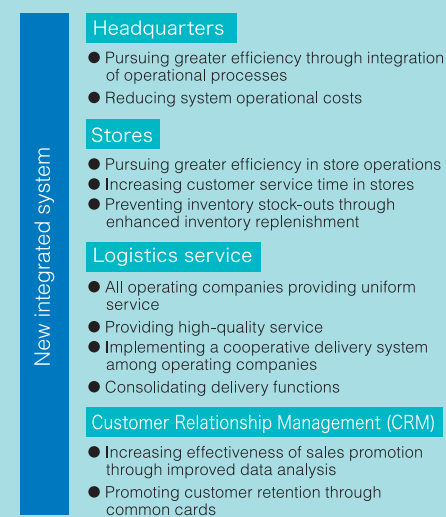 New integrated system
Headquarters
● Pursuing greater efficiency through integration
of operational processes
● Reducing system operational costs
Stores
● Pursuing greater efficiency in store operations
● Increasing customer service time in stores
● Preventing inventory stock-outs through
enhanced inventory replenishment
Logistics service
● All operating companies providing uniform
service
● Providing high-quality service
● Implementing a cooperative delivery system
among operating companies
● Consolidating delivery functions
Customer Relationship Management (CRM)
● Increasing effectiveness of sales promotion
through improved data analysis
● Promoting customer retention through
common cards